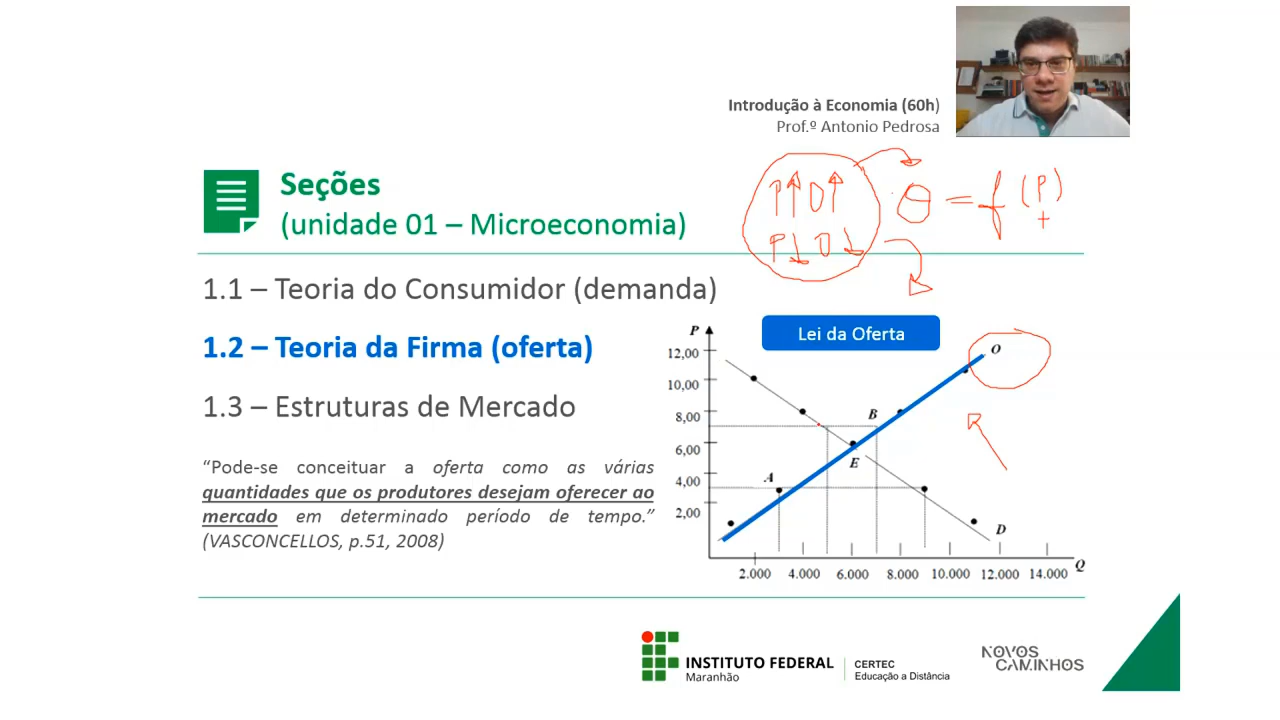 Introdução à Economia (60h)
Prof.º Antonio Pedrosa
Seções
(unidade 01 – Microeconomia)
P↑ O↑
P↓ O↓
O = f (P)
+
1.1 – Teoria do Consumidor (demanda)
1.2 – Teoria da Firma (oferta)
1.3 – Estruturas de Mercado
“Pode-se conceituar a oferta como as várias
quantidades que os produtores desejam oferecer ao
mercado em determinado período de tempo.”
(VASCONCELLOS, p.51, 2008)
Lei da Oferta
P
12,00
10,00
8,00
6,00
4,00
2,00
O
B
E
A
D
2.000 4.000 6.000 8.000 10.000 12.000 14.000 Q
INSTITUTO FEDERAL
Maranhão
CERTEC
Educação a Distância
NOVOS
CAMINHOS